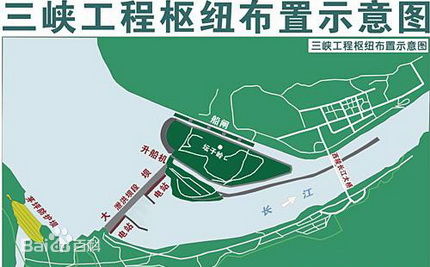 三峡工程枢纽布置示意图
三峡工程枢纽布置示意图
船闸
坛子岭
升船机
泄洪坝段
大坝
电站
电站
茅坪防护坝
长江
西陵长江大桥
Baidu百科